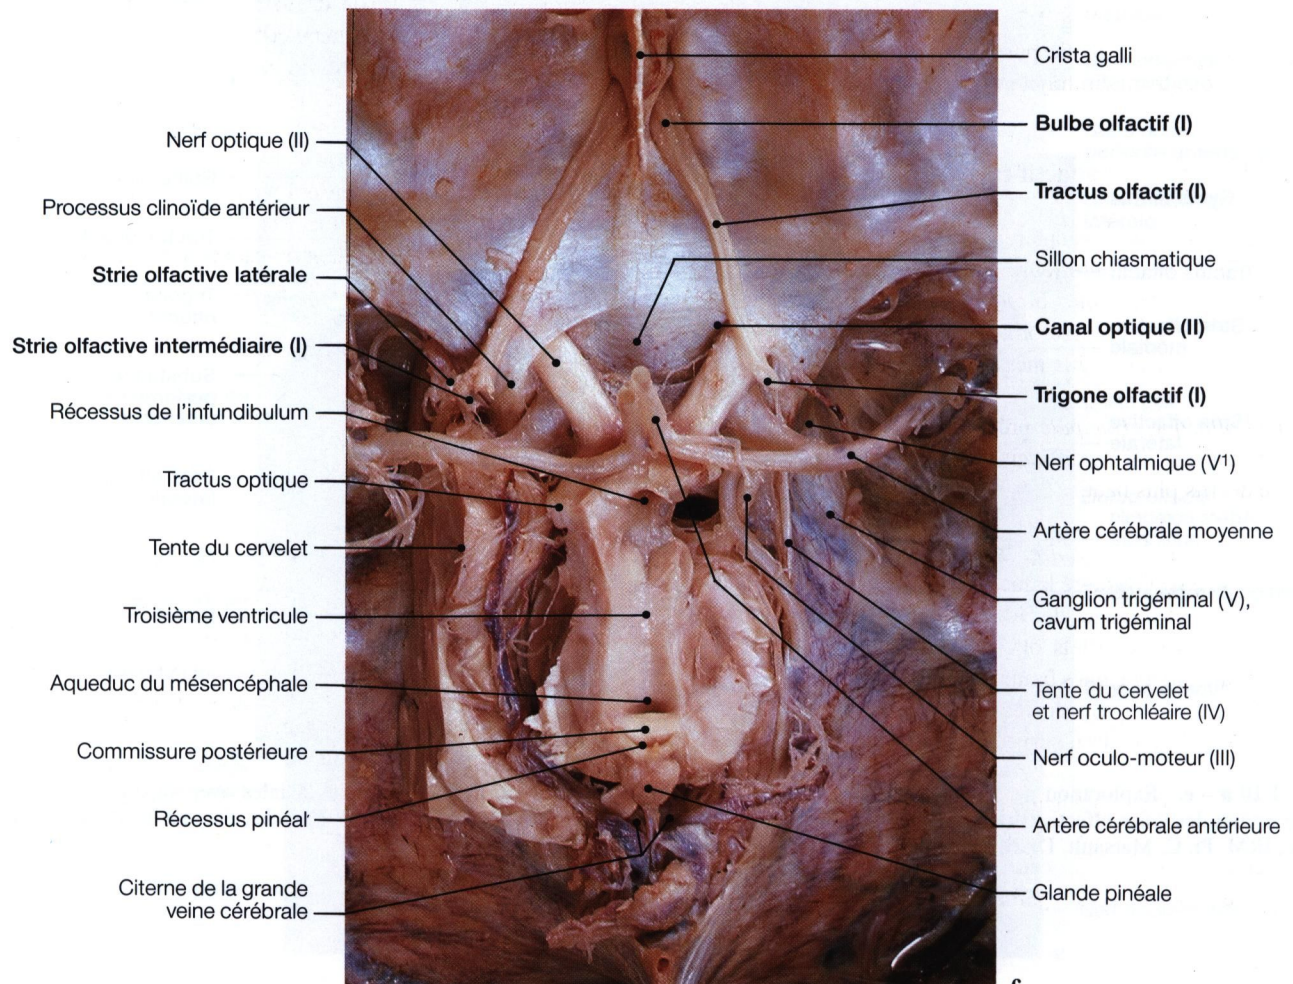 Nerf optique (II)
Processus clinoïde antérieur
Strie olfactive latérale
Strie olfactive intermédiaire (I)
Récessus de l'infundibulum
Tractus optique
Tente du cervelet
Troisième ventricule
Aqueduc du mésencéphale
Commissure postérieure
Récessus pinéal
Citerne de la grande
veine cérébrale
Crista galli
Bulbe olfactif (I)
Tractus olfactif (I)
Sillon chiasmatique
Canal optique (II)
Trigone olfactif (I)
Nerf ophtalmique (V¹)
Artère cérébrale moyenne
Ganglion trigéminal (V),
cavum trigéminal
Tente du cervelet
et nerf trochléaire (IV)
Nerf oculo-moteur (III)
Artère cérébrale antérieure
Glande pinéale